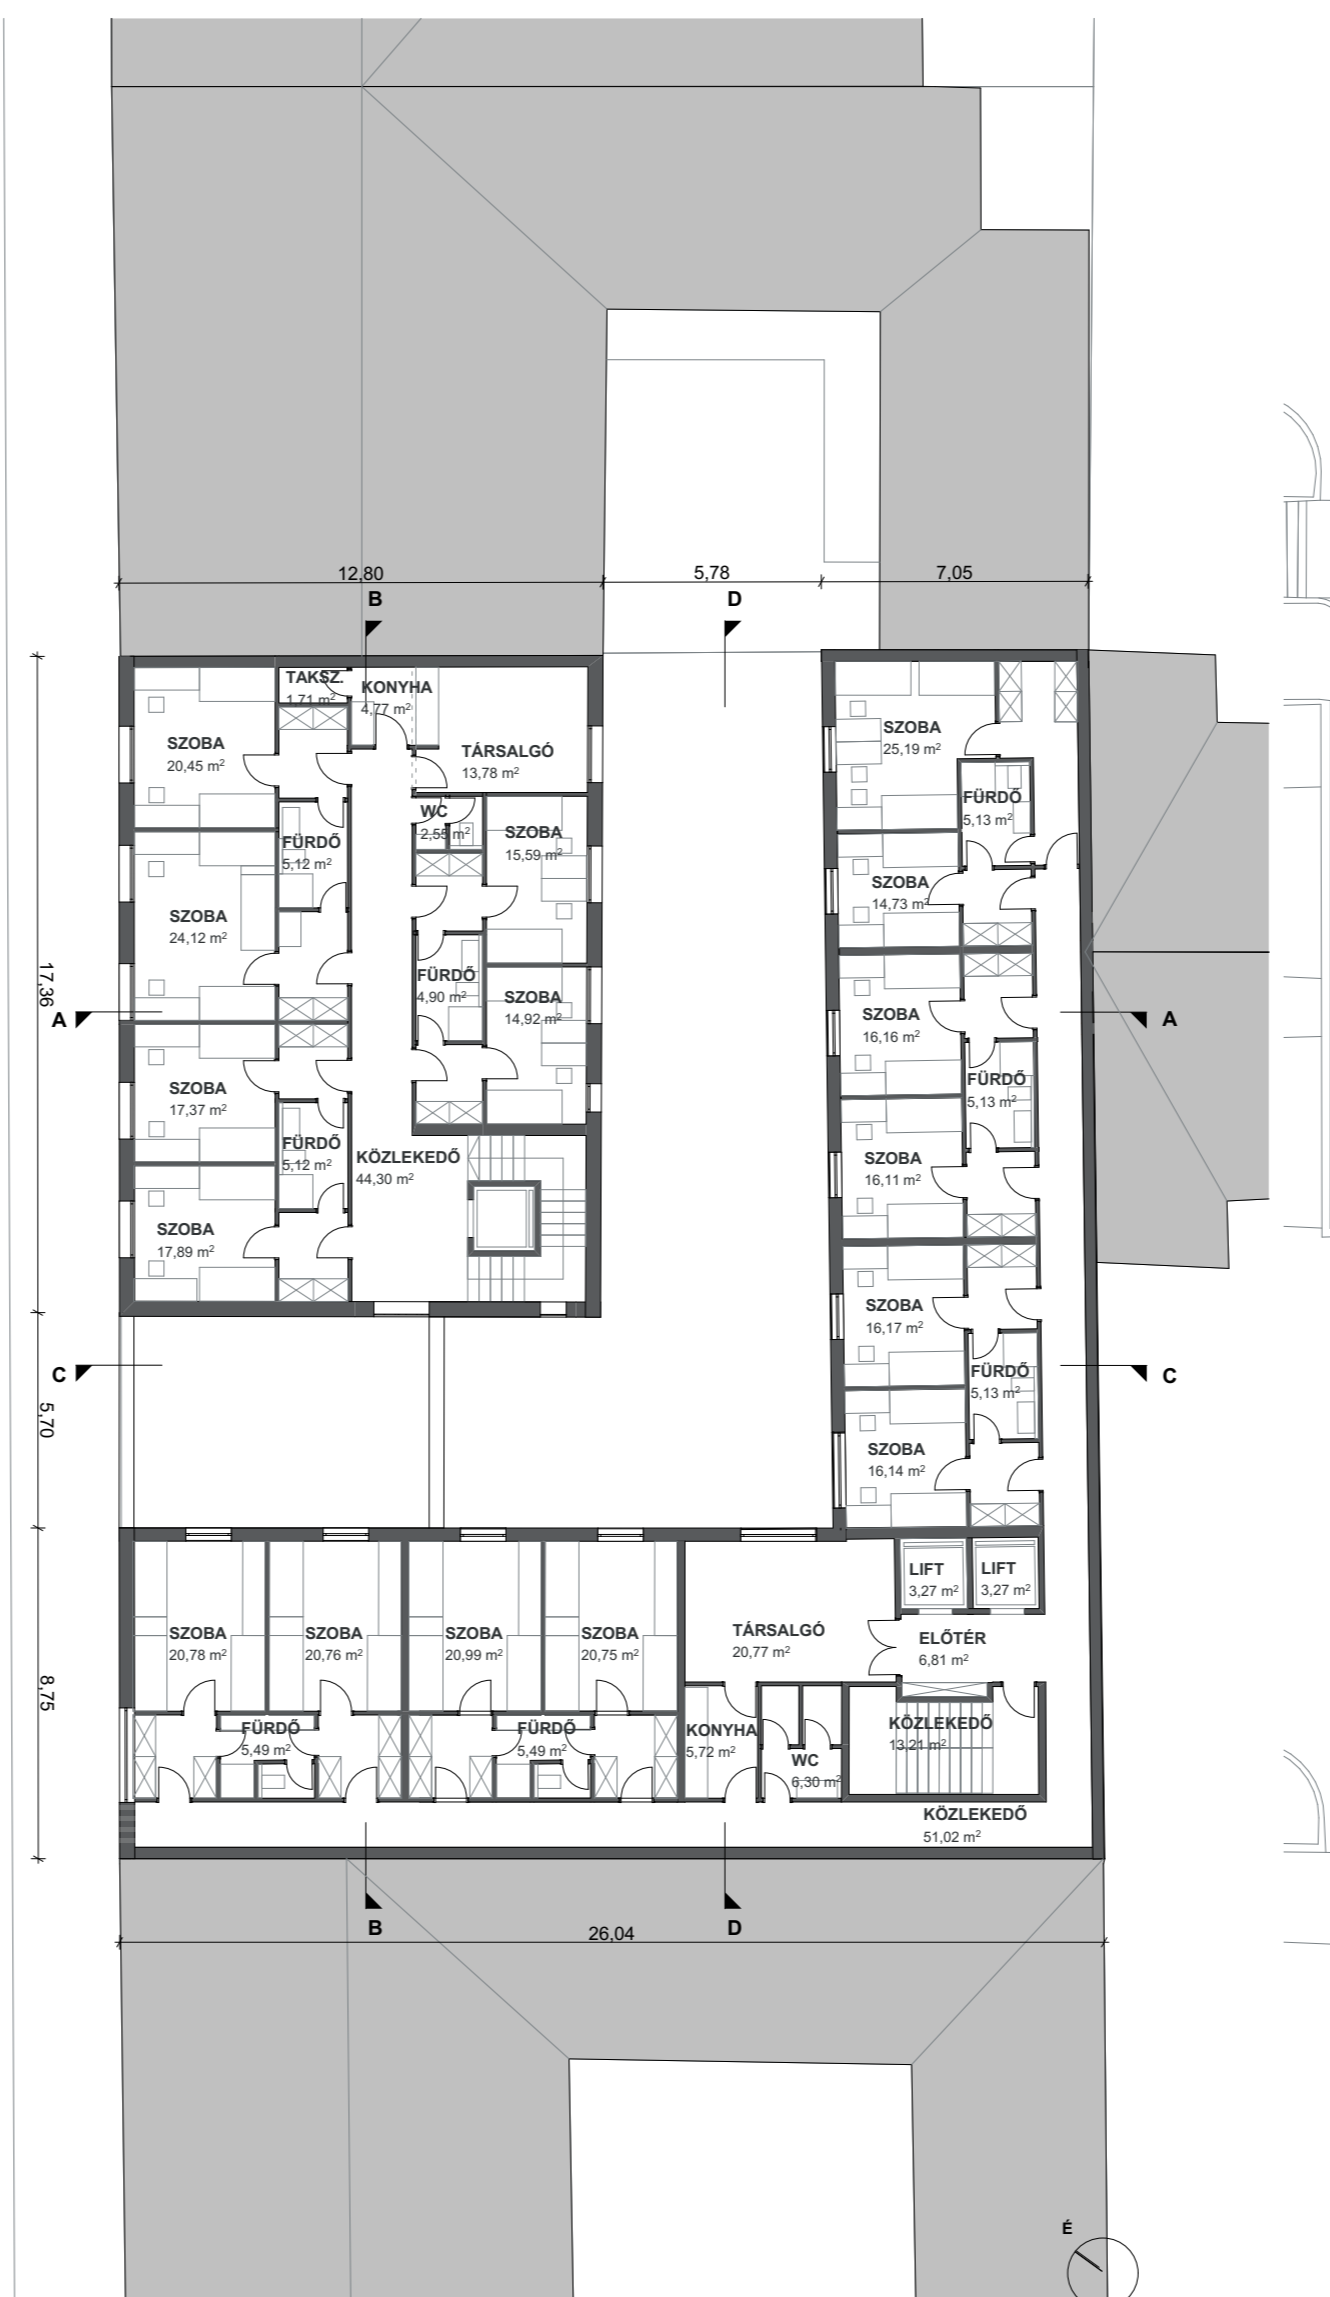 12,80
5,78
7,05
B
D
TAKSZ.
1,71 m²
KONYHA
4,77 m²
SZOBA
20,45 m²
TÁRSALGÓ
13,78 m²
SZOBA
25,19 m²
FÜRDŐ
5,12 m²
WC
2,55 m²
SZOBA
15,59 m²
FÜRDŐ
5,13 m²
SZOBA
14,73 m²
SZOBA
24,12 m²
FÜRDŐ
4,90 m²
SZOBA
14,92 m²
17,36
A
A
SZOBA
16,16 m²
SZOBA
17,37 m²
FÜRDŐ
5,13 m²
FÜRDŐ
5,12 m²
KÖZLEKEDŐ
44,30 m²
SZOBA
16,11 m²
SZOBA
17,89 m²
SZOBA
16,17 m²
C
C
FÜRDŐ
5,13 m²
5,70
SZOBA
16,14 m²
LIFT
3,27 m²
LIFT
3,27 m²
SZOBA
20,78 m²
SZOBA
20,76 m²
SZOBA
20,99 m²
SZOBA
20,75 m²
TÁRSALGÓ
20,77 m²
ELŐTÉR
6,81 m²
8,75
FÜRDŐ
5,49 m²
FÜRDŐ
5,49 m²
KONYHA
5,72 m²
WC
6,30 m²
KÖZLEKEDŐ
13,21 m²
KÖZLEKEDŐ
51,02 m²
B
D
26,04
É